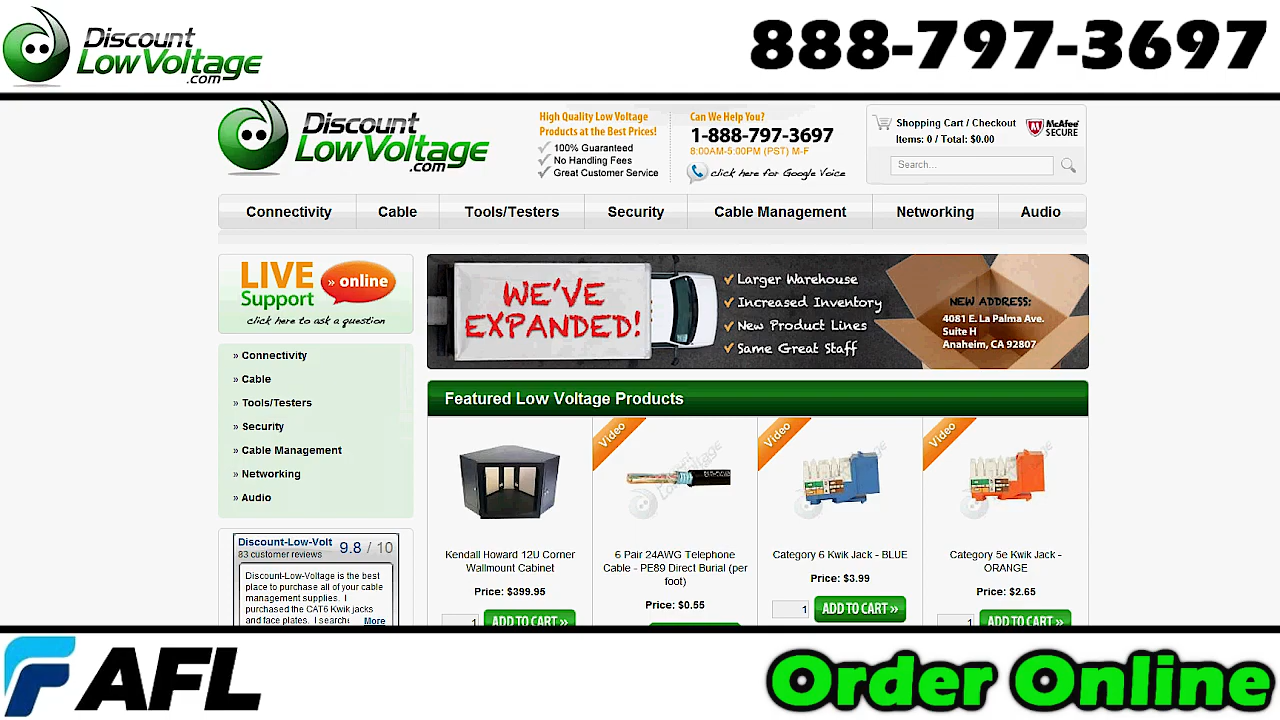 Discount
LowVoltage
.com
888-797-3697
Discount
LowVoltage
.com
High Quality Low Voltage
Products at the Best Prices!
100% Guaranteed
No Handling Fees
Great Customer Service
Can We Help You?
1-888-797-3697
8:00AM-5:00PM (PST) M-F
click here for Google Voice
Shopping Cart / Checkout
Items: 0 / Total: $0.00
McAfee
SECURE
Search...
Connectivity
Cable
Tools/Testers
Security
Cable Management
Networking
Audio
LIVE
Support
» online
click here to ask a question
WE'VE
EXPANDED!
Larger Warehouse
Increased Inventory
New Product Lines
Same Great Staff
NEW ADDRESS:
4081 E. La Palma Ave.
Suite H
Anaheim, CA 92807
» Connectivity
» Cable
» Tools/Testers
» Security
» Cable Management
» Networking
» Audio
Featured Low Voltage Products
Video
Video
Video
Kendall Howard 12U Corner
Wallmount Cabinet
Price: $399.95
1
ADD TO CART »
6 Pair 24AWG Telephone
Cable - PE89 Direct Burial (per
foot)
Price: $0.55
Category 6 Kwik Jack - BLUE
Price: $3.99
1
ADD TO CART »
Category 5e Kwik Jack -
ORANGE
Price: $2.65
1
ADD TO CART »
Discount-Low-Volt
83 customer reviews
9.8 / 10
Discount-Low-Voltage is the best
place to purchase all of your cable
management supplies. I
purchased the CAT6 Kwik jacks
and face plates. I searche
More
AFL
Order Online